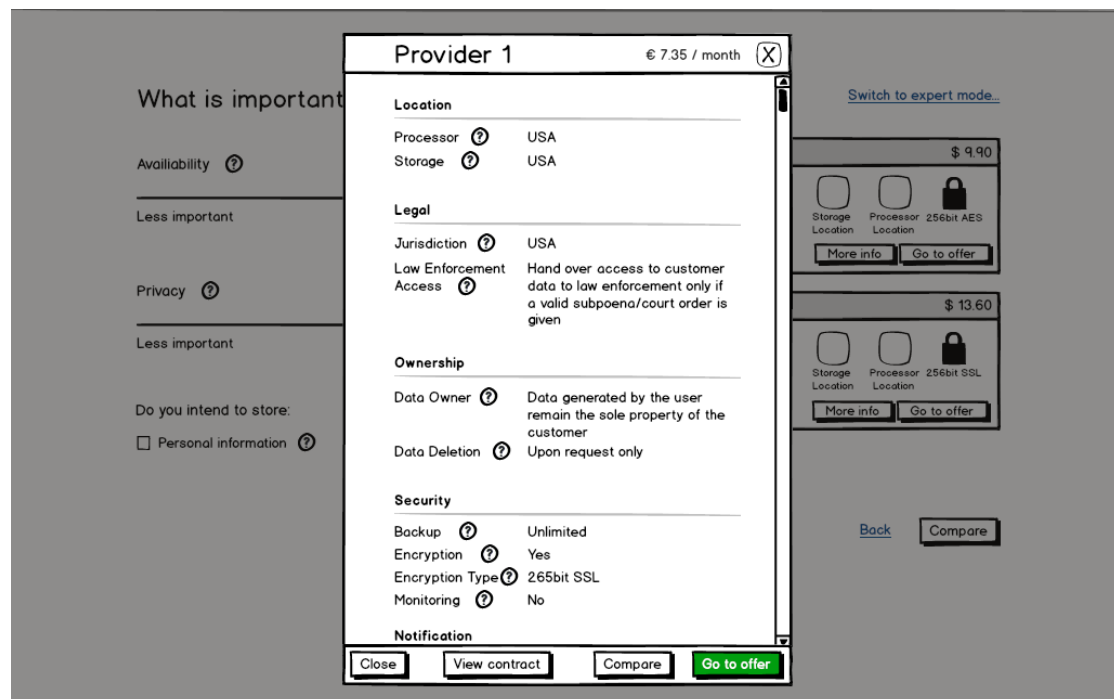 Provider 1
€ 7.35 / month
X
What is important
Switch to expert mode...
Availiability ?
Less important
Privacy ?
Less important
Do you intend to store:
Personal information ?
Location
Processor ? USA
Storage ? USA
Legal
Jurisdiction ? USA
Law Enforcement
Access ?
Hand over access to customer
data to law enforcement only if
a valid subpoena/court order is
given
Ownership
Data Owner ? Data generated by the user
remain the sole property of the
customer
Data Deletion ? Upon request only
Security
Backup ? Unlimited
Encryption ? Yes
Encryption Type ? 265bit SSL
Monitoring ? No
Notification
Close
View contract
Compare
Go to offer
$ 9.90
Storage
Location
Processor
Location
256bit AES
More info
Go to offer
$ 13.60
Storage
Location
Processor
Location
256bit SSL
More info
Go to offer
Back
Compare